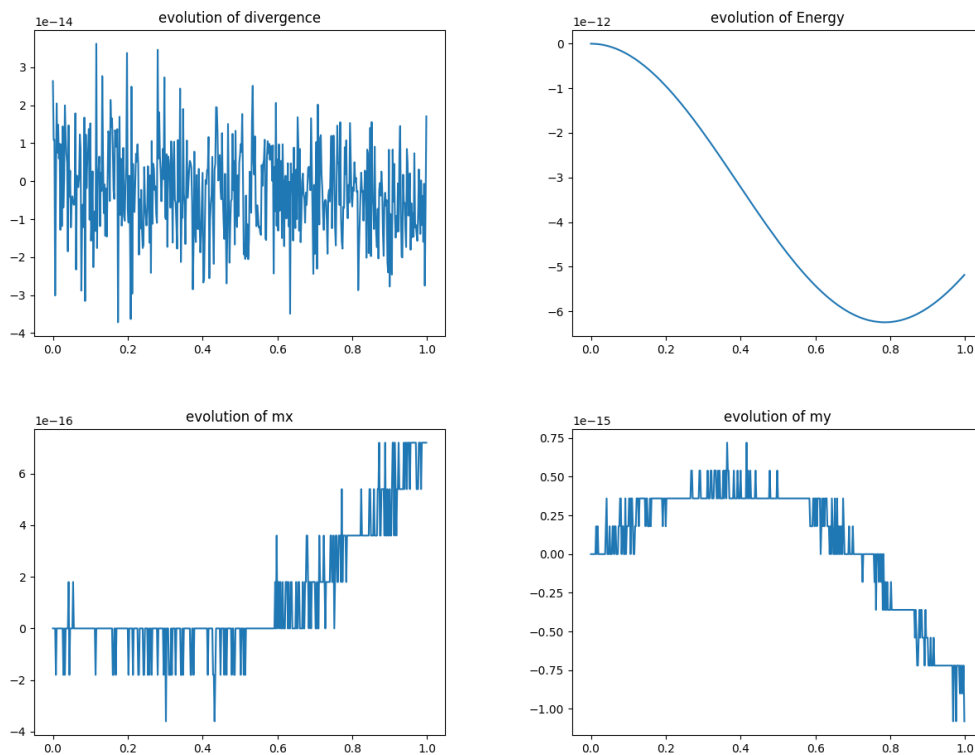 evolution of divergence
1e−14
3
2
1
0
−1
−2
−3
−4
0.0 0.2 0.4 0.6 0.8 1.0
evolution of Energy
1e−12
0
−1
−2
−3
−4
−5
−6
0.0 0.2 0.4 0.6 0.8 1.0
evolution of mx
1e−16
6
4
2
0
−2
−4
0.0 0.2 0.4 0.6 0.8 1.0
evolution of my
1e−15
0.75
0.50
0.25
0.00
−0.25
−0.50
−0.75
−1.00
0.0 0.2 0.4 0.6 0.8 1.0